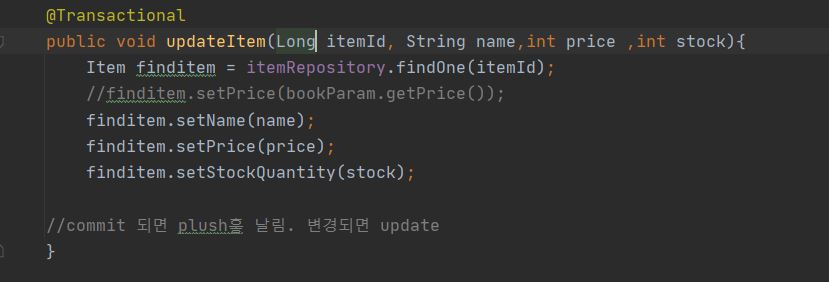 @Transactional
public void updateItem(Long itemId, String name,int price ,int stock){
Item finditem = itemRepository.findOne(itemId);
//finditem.setPrice(bookParam.getPrice());
finditem.setName(name);
finditem.setPrice(price);
finditem.setStockQuantity(stock);
//commit 되면 plush훌 날림. 변경되면 update
}